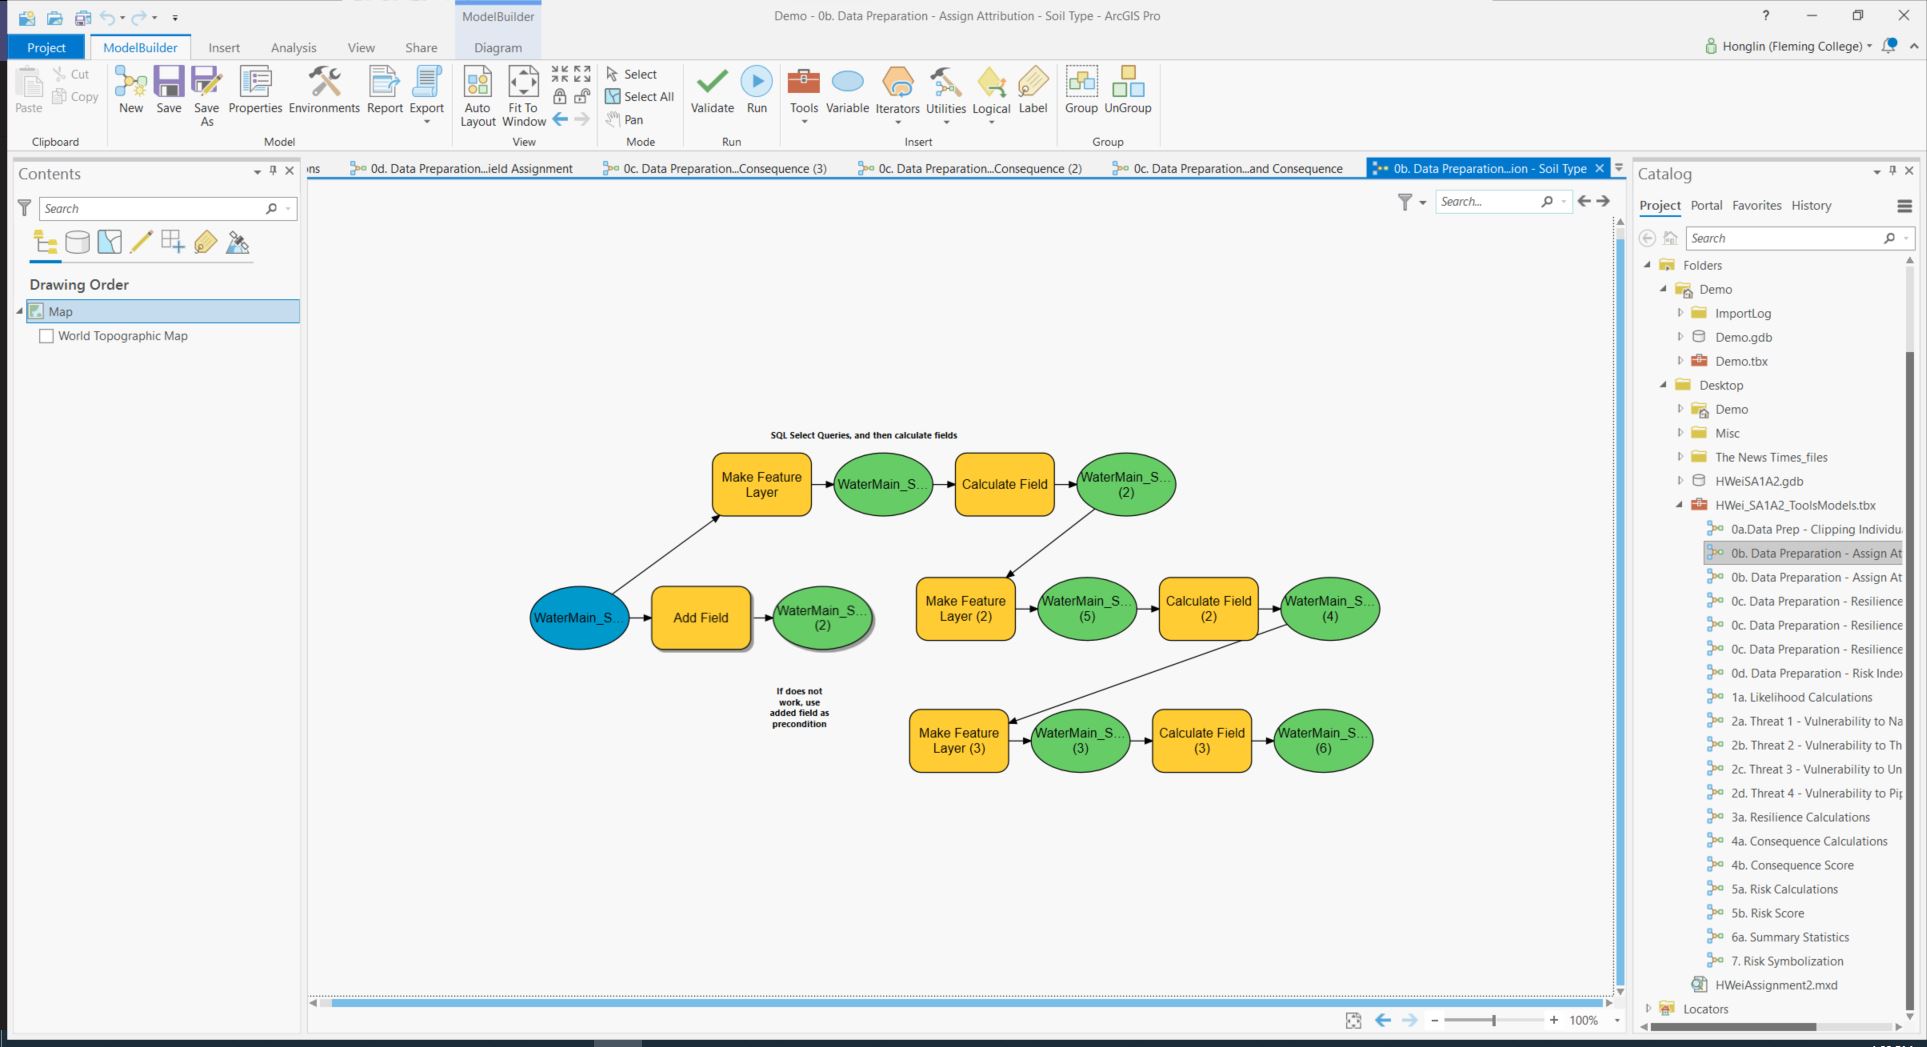 ModelBuilder
Demo - 0b. Data Preparation - Assign Attribution - Soil Type - ArcGIS Pro
?
Project
ModelBuilder
Insert
Analysis
View
Share
Diagram
Honglin (Fleming College)
Paste
Cut
Copy
Clipboard
New
Save
Save As
Properties
Environments
Report
Export
Model
Auto Layout
Fit To Window
View
Select
Select All
Pan
Mode
Validate
Run
Run
Tools
Variable
Iterators
Utilities
Logical
Label
Insert
Group
UnGroup
Group
Contents
Search
Drawing Order
Map
World Topographic Map
ns
0d. Data Preparation...ield Assignment
0c. Data Preparation...Consequence (3)
0c. Data Preparation...Consequence (2)
0c. Data Preparation...and Consequence
0b. Data Preparation...ion - Soil Type
Search...
SQL Select Queries, and then calculate fields
Make Feature
Layer
WaterMain_S...
Calculate Field
WaterMain_S...
(2)
WaterMain_S...
Add Field
WaterMain_S...
(2)
Make Feature
Layer (2)
WaterMain_S...
(5)
Calculate Field
(2)
WaterMain_S...
(4)
If does not
work, use
added field as
precondition
Make Feature
Layer (3)
WaterMain_S...
(3)
Calculate Field
(3)
WaterMain_S...
(6)
100%
Catalog
Project
Portal
Favorites
History
Search
Folders
Demo
ImportLog
Demo.gdb
Demo.tbx
Desktop
Demo
Misc
The News Times_files
HWeiSA1A2.gdb
HWei_SA1A2_ToolsModels.tbx
0a.Data Prep - Clipping Individu
0b. Data Preparation - Assign At
0b. Data Preparation - Assign At
0c. Data Preparation - Resilience
0c. Data Preparation - Resilience
0c. Data Preparation - Resilience
0d. Data Preparation - Risk Index
1a. Likelihood Calculations
2a. Threat 1 - Vulnerability to Na
2b. Threat 2 - Vulnerability to Th
2c. Threat 3 - Vulnerability to Un
2d. Threat 4 - Vulnerability to Pip
3a. Resilience Calculations
4a. Consequence Calculations
4b. Consequence Score
5a. Risk Calculations
5b. Risk Score
6a. Summary Statistics
7. Risk Symbolization
HWeiAssignment2.mxd
Locators